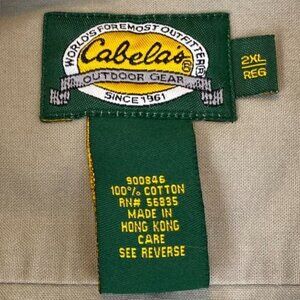 WORLD'S FOREMOST OUTFITTER®
Cabela's®
OUTDOOR GEAR
SINCE 1961
2XL
REG
900846
100% COTTON
RN# 56835
MADE IN
HONG KONG
CARE
SEE REVERSE